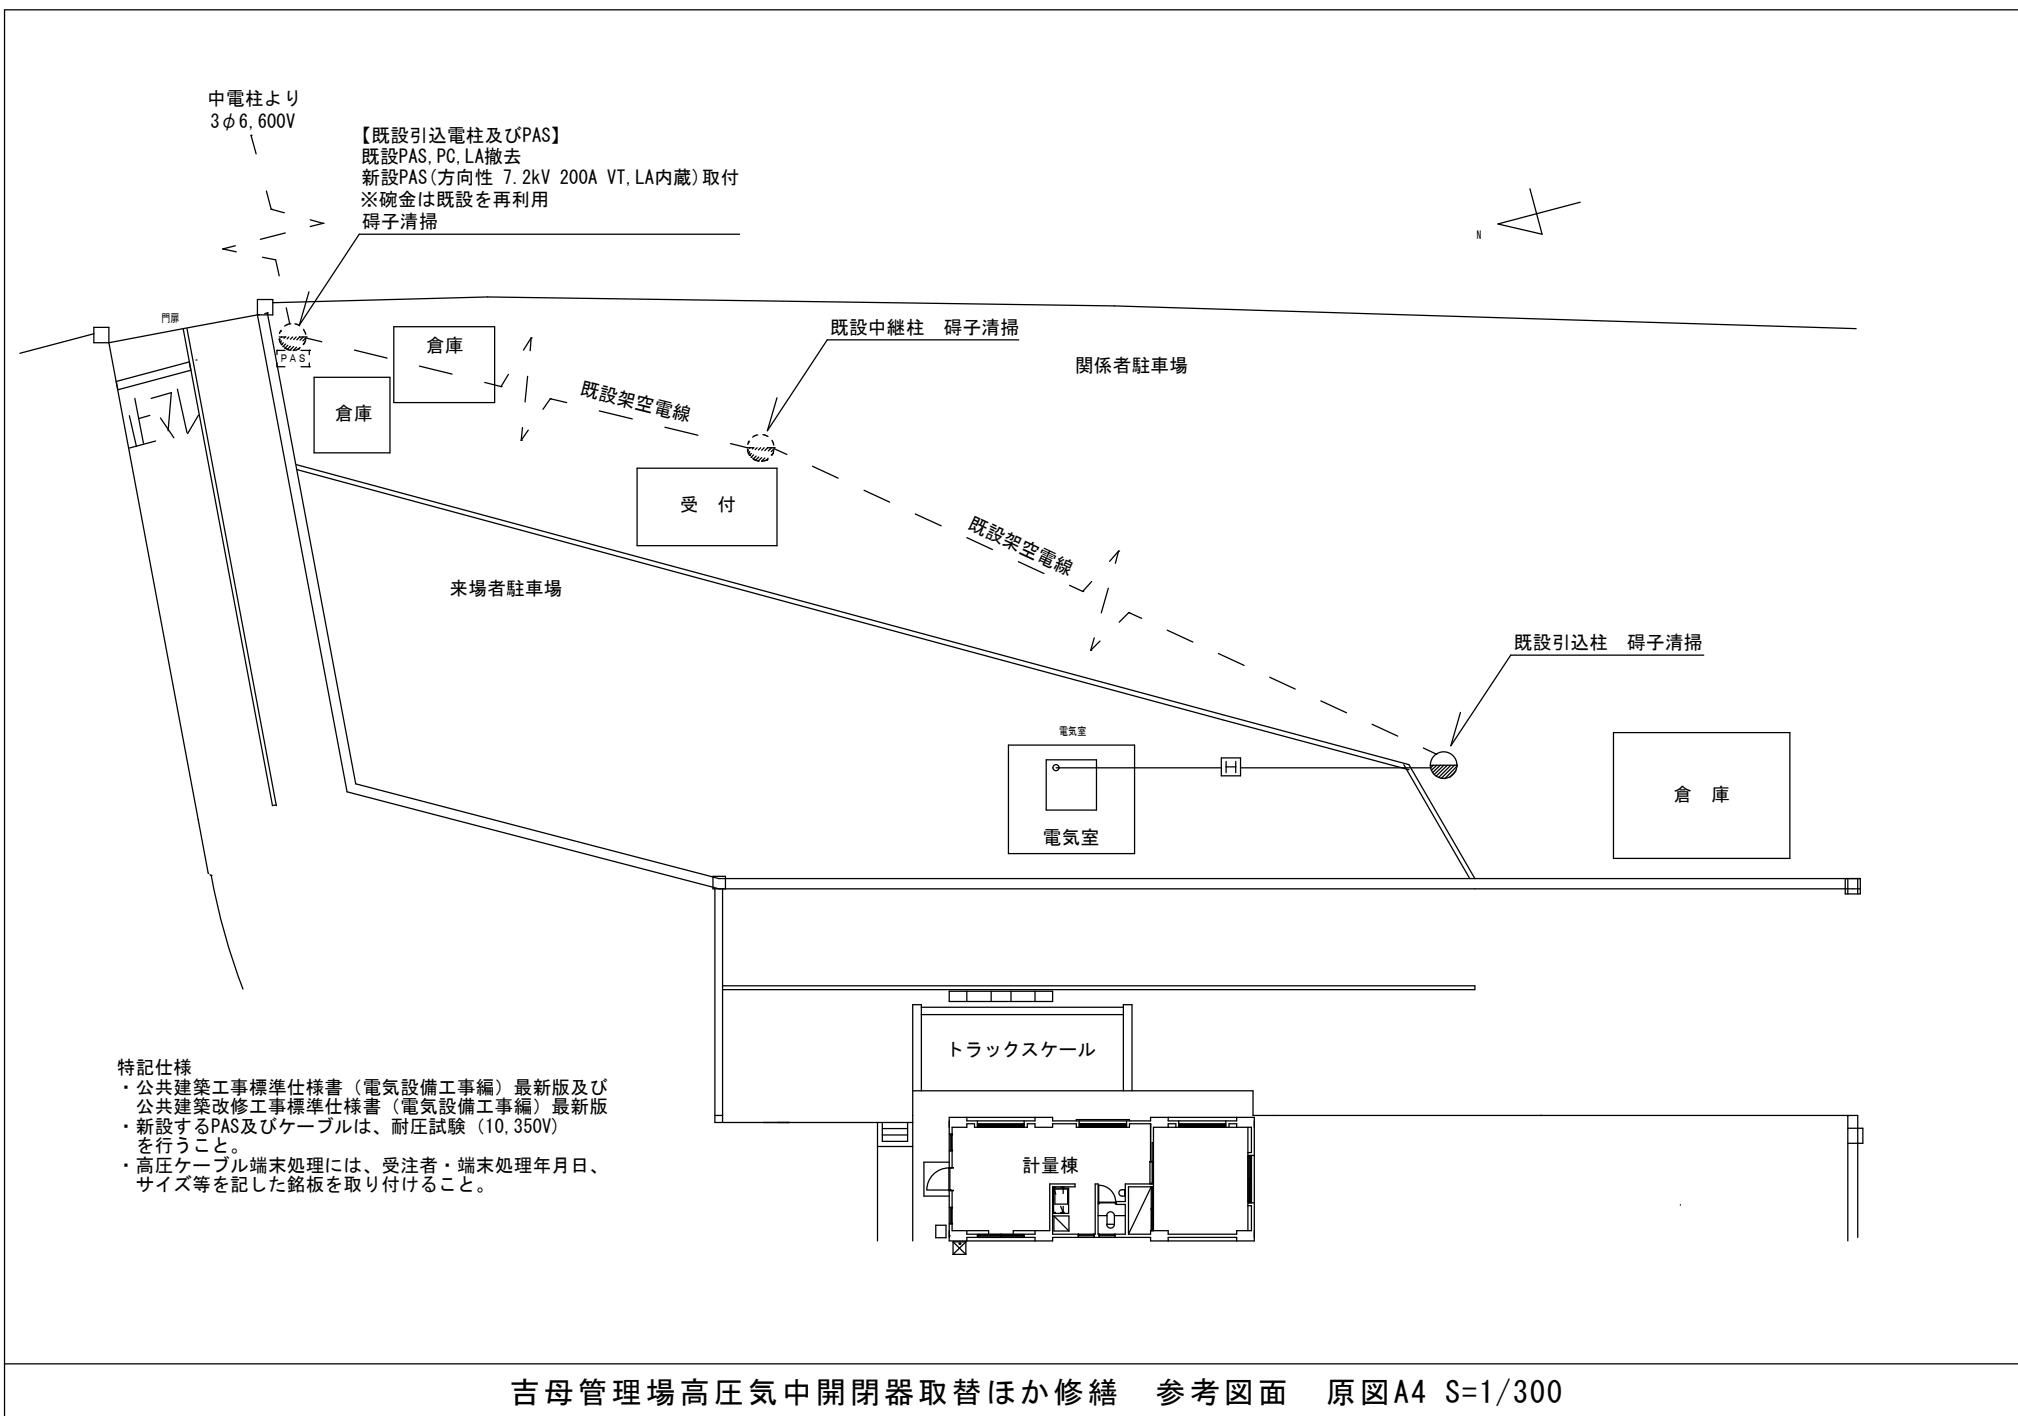 中電柱より
3φ6,600V
【既設引込電柱及びPAS】
既設PAS,PC,LA撤去
新設PAS(方向性 7.2kV 200A VT,LA内蔵)取付
※碗金は既設を再利用
碍子清掃
N
門扉
PAS
倉庫
倉庫
止マレ
既設架空電線
既設中継柱　碍子清掃
関係者駐車場
受　付
既設架空電線
来場者駐車場
既設引込柱　碍子清掃
電気室
H
電気室
倉　庫
トラックスケール
計量棟
特記仕様
・公共建築工事標準仕様書（電気設備工事編）最新版及び
公共建築改修工事標準仕様書（電気設備工事編）最新版
・新設するPAS及びケーブルは、耐圧試験（10,350V）
を行うこと。
・高圧ケーブル端末処理には、受注者・端末処理年月日、
サイズ等を記した銘板を取り付けること。
吉母管理場高圧気中開閉器取替ほか修繕　参考図面　原図A4 S=1/300